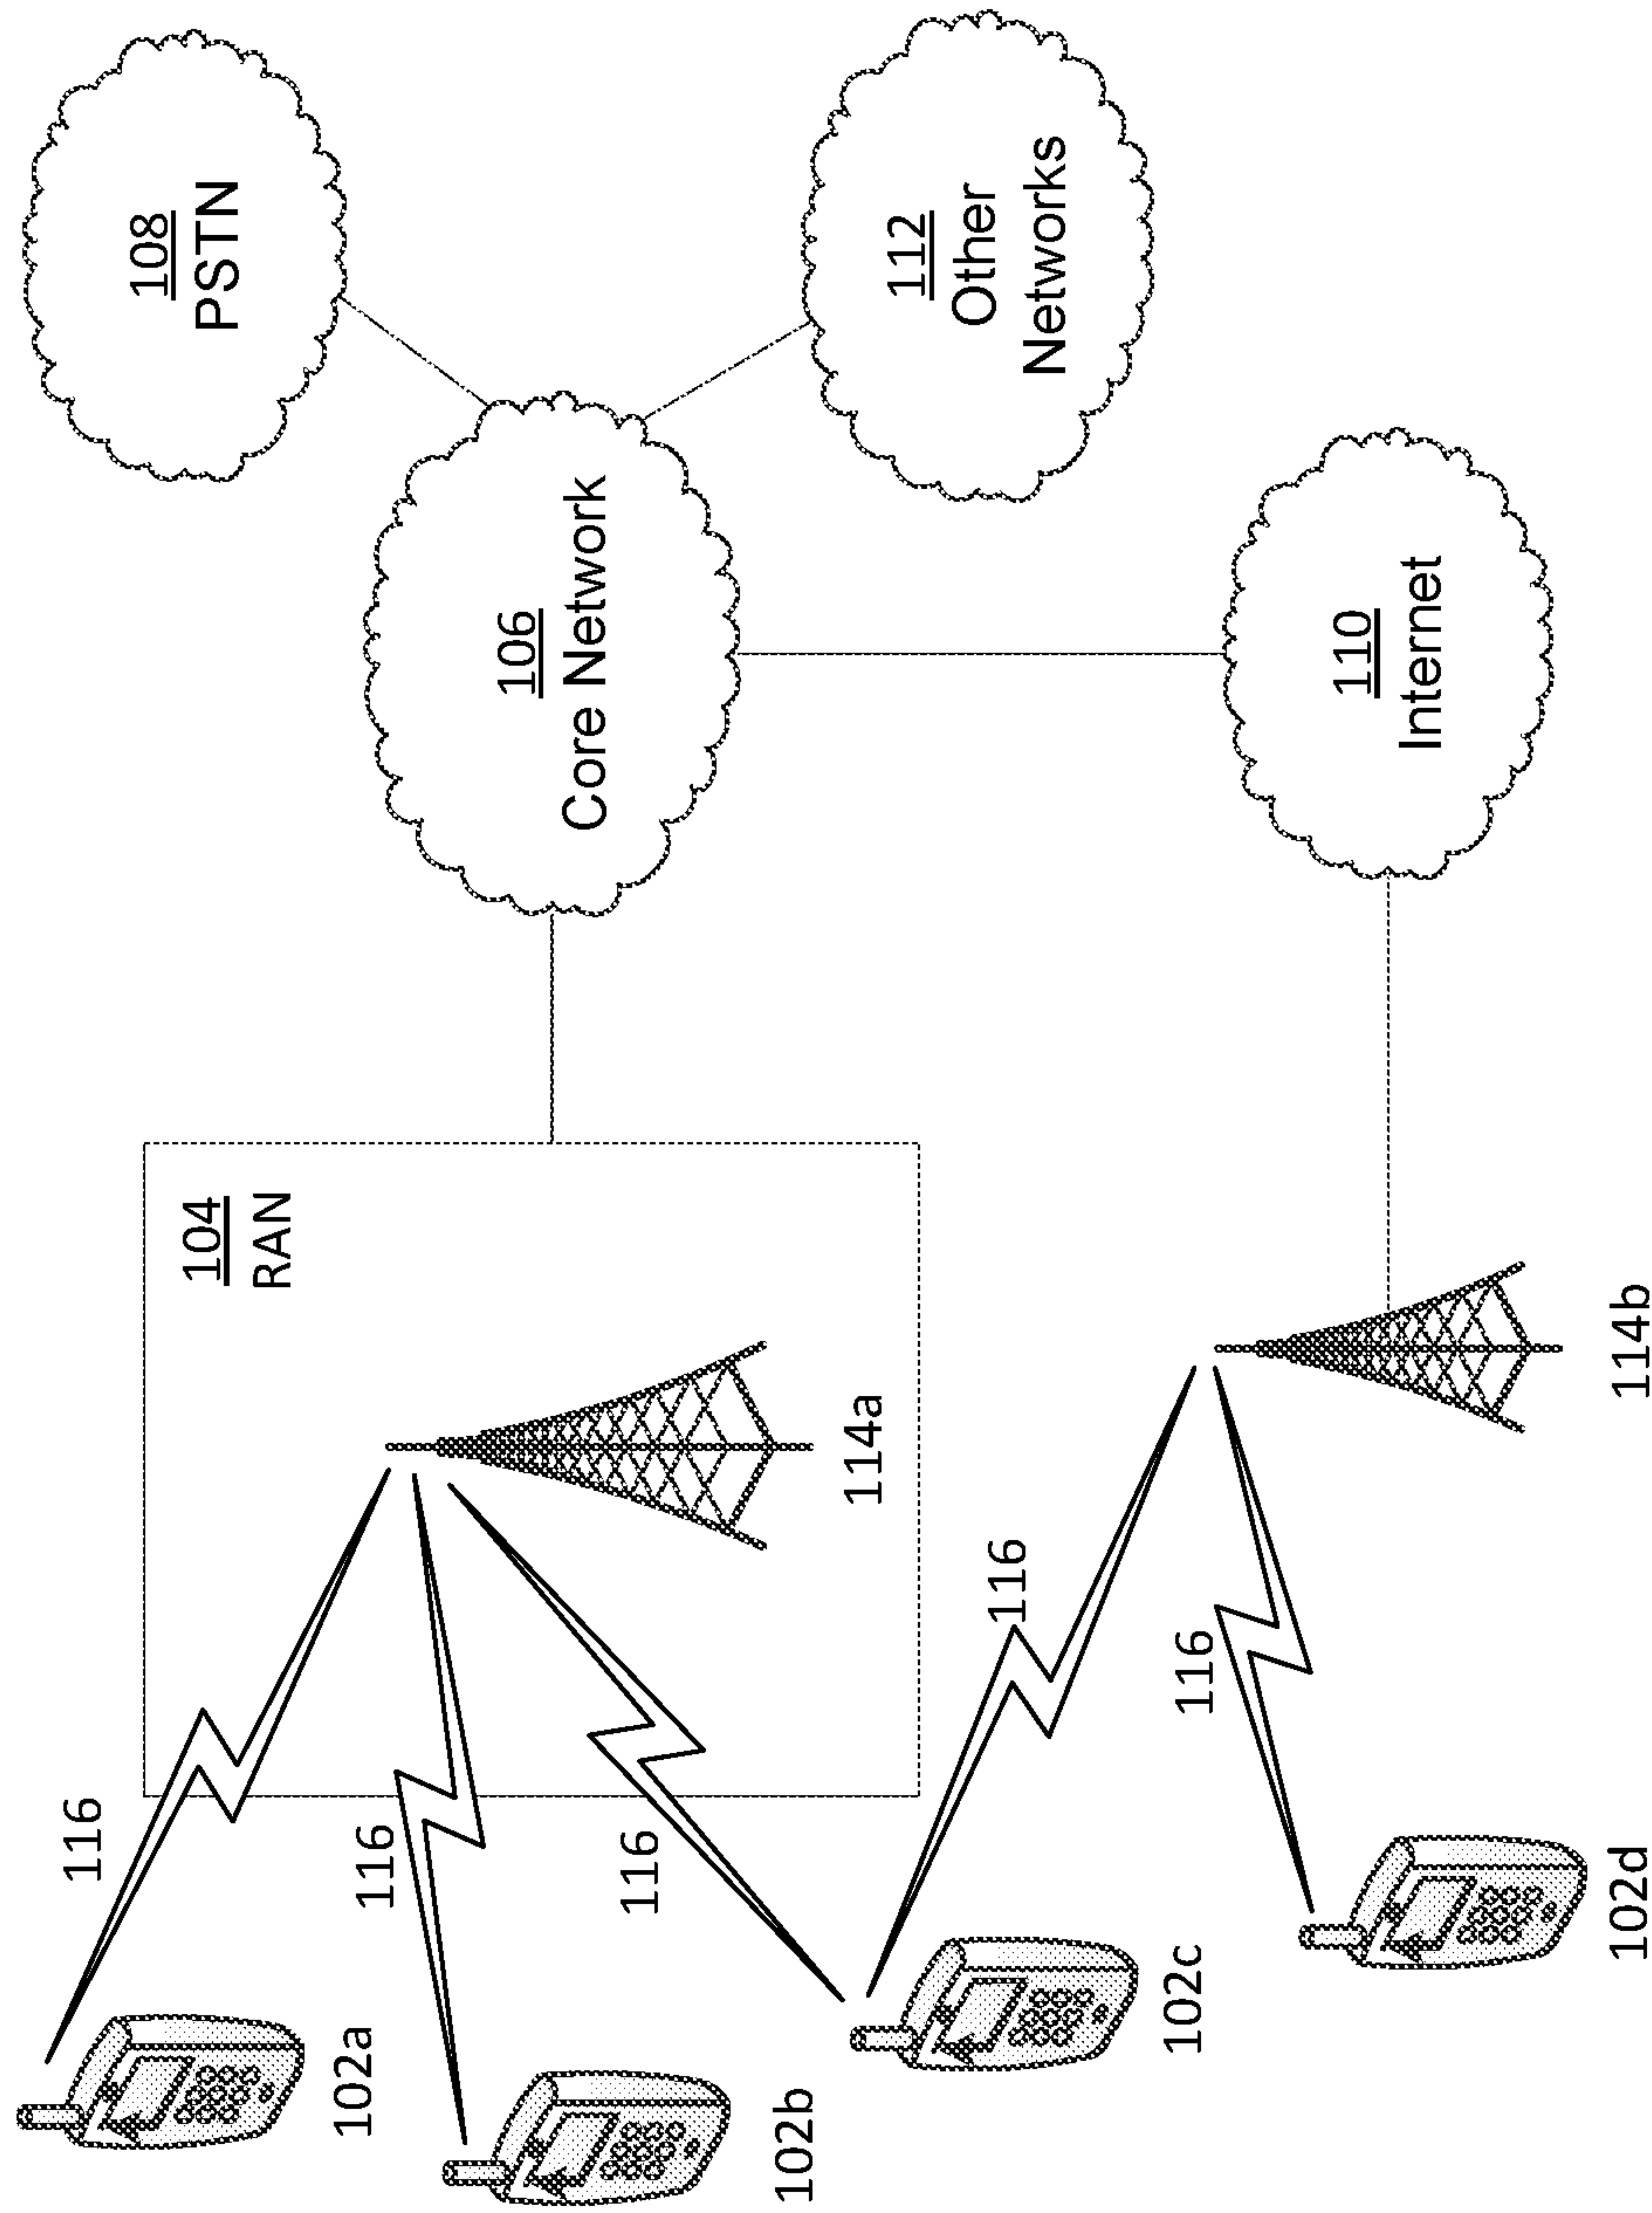 116
108
PSTN
104
RAN
102a
116
106
Core Network
116
102b
114a
112
Other
Networks
116
102c
116
110
Internet
102d
114b